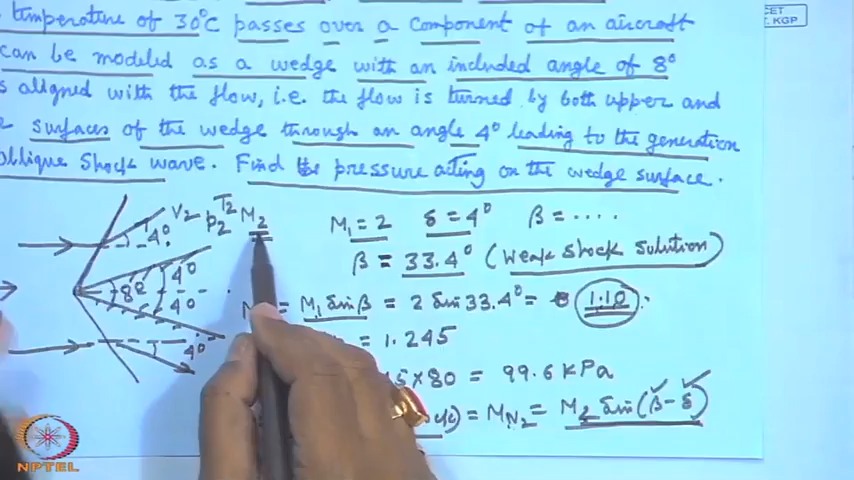 temperature of 30°C passes over a component of an aircraft
CET
T. KGP
can be modeled as a wedge with an included angle of 8°
s aligned with the flow, i.e. the flow is turned by both upper and
surfaces of the wedge through an angle 4° leading to the generation
oblique shock wave. Find the pressure acting on the wedge surface.
V2 P2 T2 M2
4°
M1 = 2 δ = 4° β = ....
β = 33.4° (Weak shock solution)
4°
8°
4°
= M1 sinβ = 2 sin 33.4° = 1.10
4°
= 1.245
5×80 = 99.6 kPa
) = MN2 = M2 sin(β-δ)
NPTEL